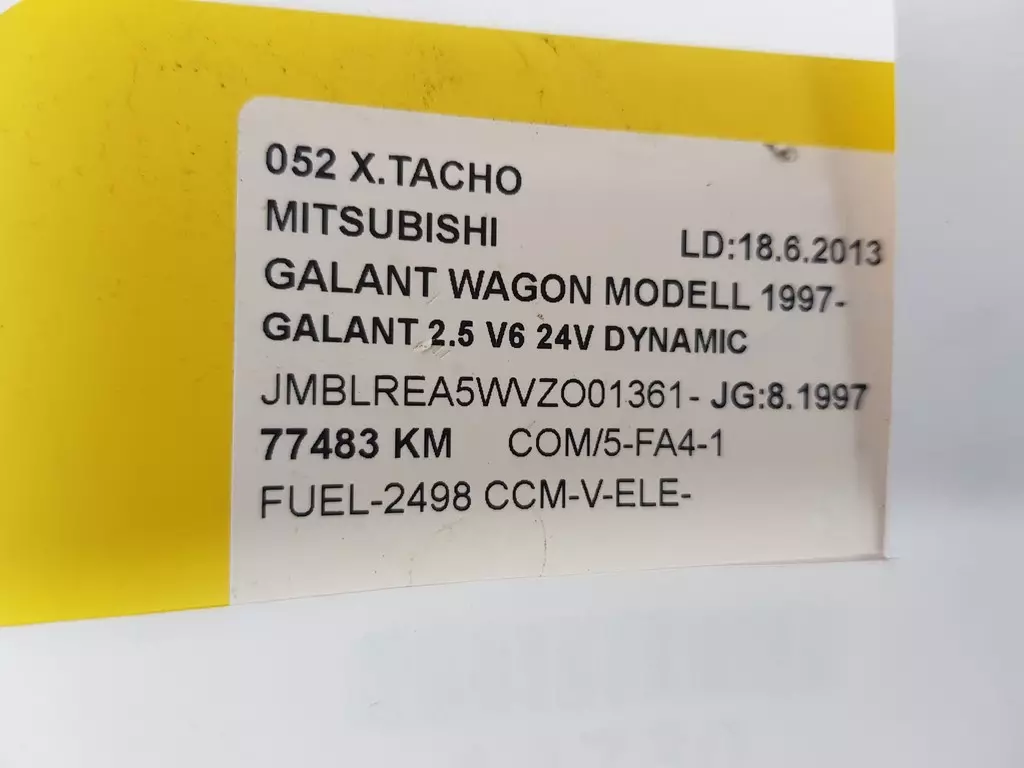 052 X.TACHO
MITSUBISHI LD:18.6.2013
GALANT WAGON MODELL 1997-
GALANT 2.5 V6 24V DYNAMIC
JMBLREA5WVZO01361- JG:8.1997
77483 KM COM/5-FA4-1
FUEL-2498 CCM-V-ELE-